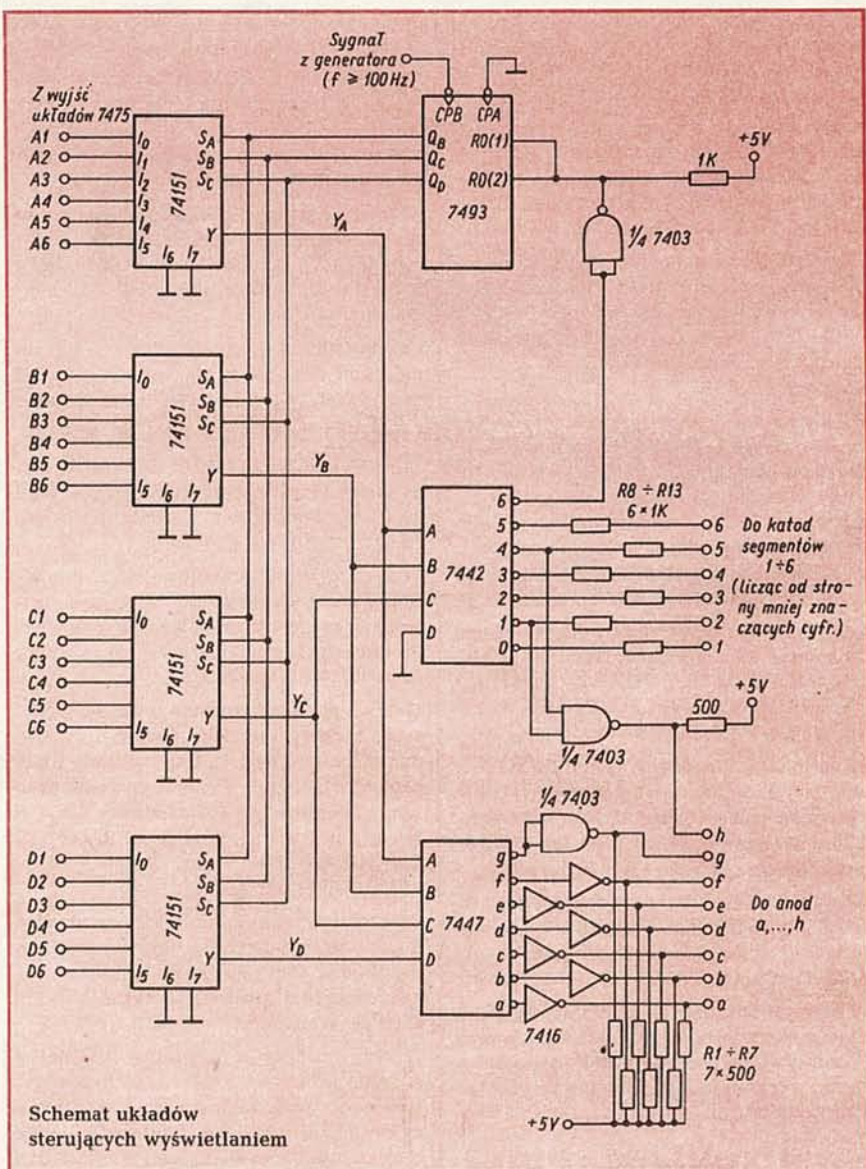 Sygnał
z generatora
(f ≥ 100 Hz)
CPB CPA
QB R0(1)
QC
QD R0(2)
7493
1K
+5V
1/4 7403
Z wyjść
układów 7475
A1 I0 SA
A2 I1 SB
A3 I2 SC
A4 I3
A5 I4 Y YA
A6 I5
I6 I7
74151
B1 I0 SA
B2 SB
B3 SC
B4
B5 Y YB
B6 I5
I6 I7
74151
6
A 5 6
4 5
B 3 4
C 2 3
1 2
D 0 1
7442
R8 ÷ R13
6 × 1K
Do katod
segmentów
1÷6
(licząc od stro-
ny mniej zna-
czących cyfr.)
C1 I0 SA
C2 SB
C3 SC
C4
C5 Y YC
C6 I5
I6 I7
74151
+5V
500
1/4 7403
1/4 7403
h
A g g
f f
B e e
d d
C c c
D b b
a a
7447
7416
Do anod
a,...,h
D1 I0 SA
D2 SB
D3 SC
D4
D5 Y YD
D6 I5
I6 I7
74151
R1 ÷ R7
7 × 500
+5V
Schemat układów
sterujących wyświetlaniem